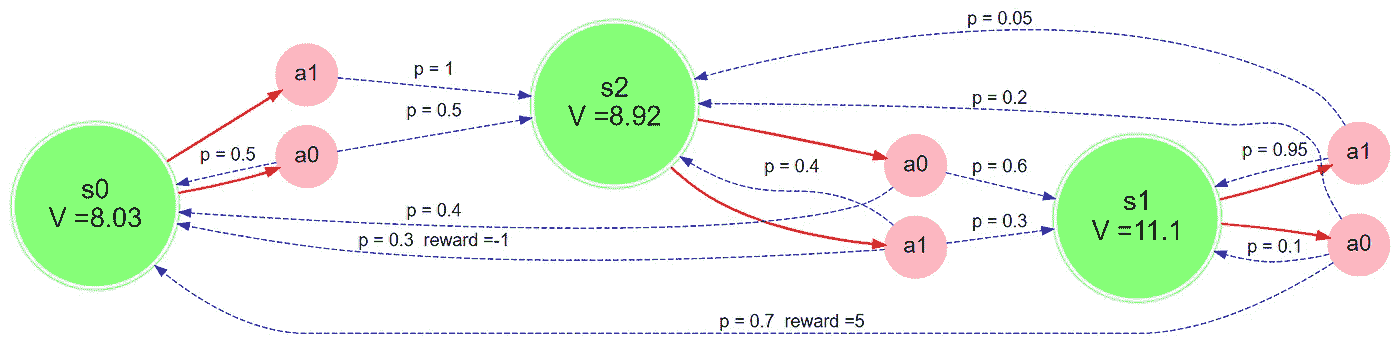 p = 0.05
a1
p = 1
s2
V =8.92
p = 0.5
p = 0.2
p = 0.5
a0
p = 0.4
a0
p = 0.6
p = 0.95
a1
s0
V =8.03
s1
V =11.1
p = 0.4
p = 0.3
p = 0.3  reward =-1
a1
p = 0.1
a0
p = 0.7  reward =5